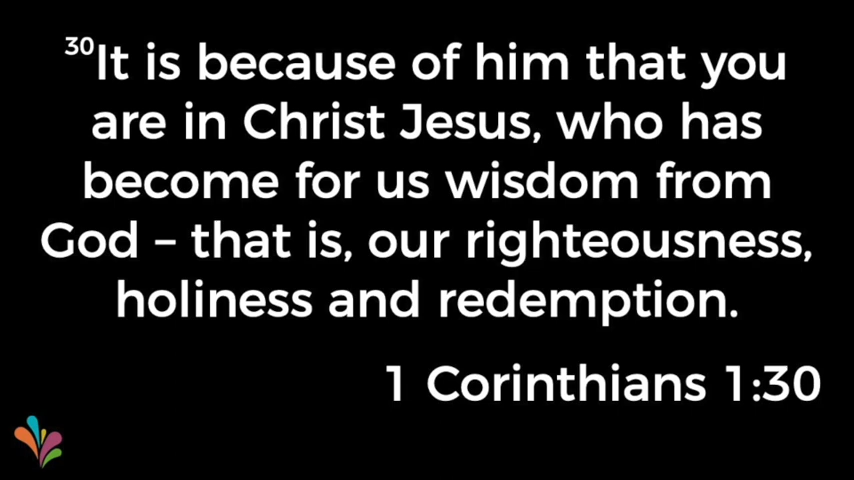 30It is because of him that you
are in Christ Jesus, who has
become for us wisdom from
God – that is, our righteousness,
holiness and redemption.
1 Corinthians 1:30